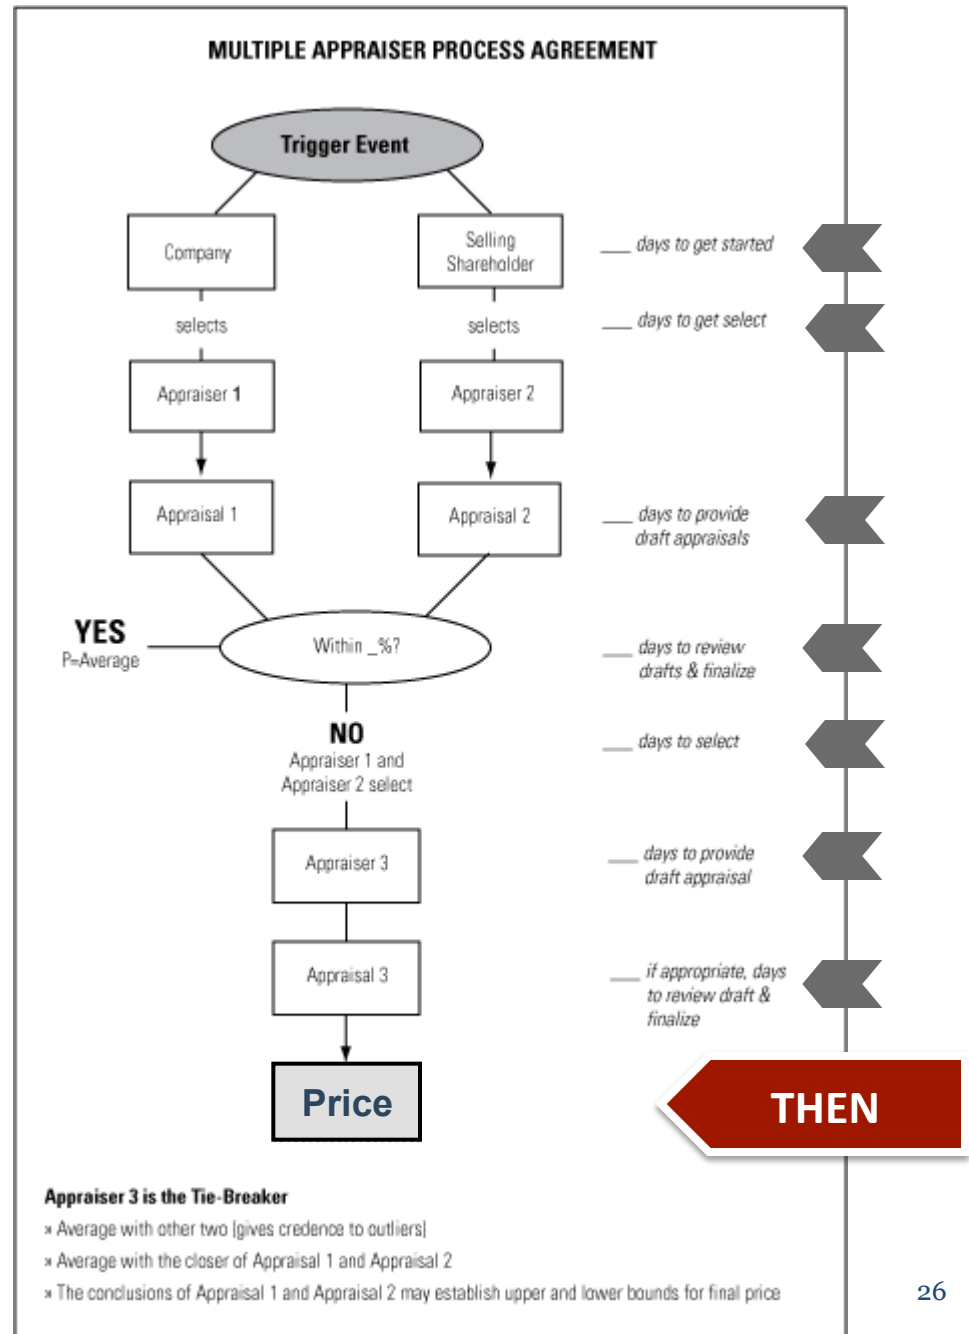 MULTIPLE APPRAISER PROCESS AGREEMENT
Trigger Event
Company
Selling
Shareholder
___ days to get started
selects
selects
___ days to get select
Appraiser 1
Appraiser 2
Appraisal 1
Appraisal 2
___ days to provide
draft appraisals
YES
P=Average
Within _%?
___ days to review
drafts & finalize
NO
Appraiser 1 and
Appraiser 2 select
___ days to select
Appraiser 3
___ days to provide
draft appraisal
Appraisal 3
___ if appropriate, days
to review draft &
finalize
Price
THEN
Appraiser 3 is the Tie-Breaker
» Average with other two (gives credence to outliers)
» Average with the closer of Appraisal 1 and Appraisal 2
» The conclusions of Appraisal 1 and Appraisal 2 may establish upper and lower bounds for final price
26